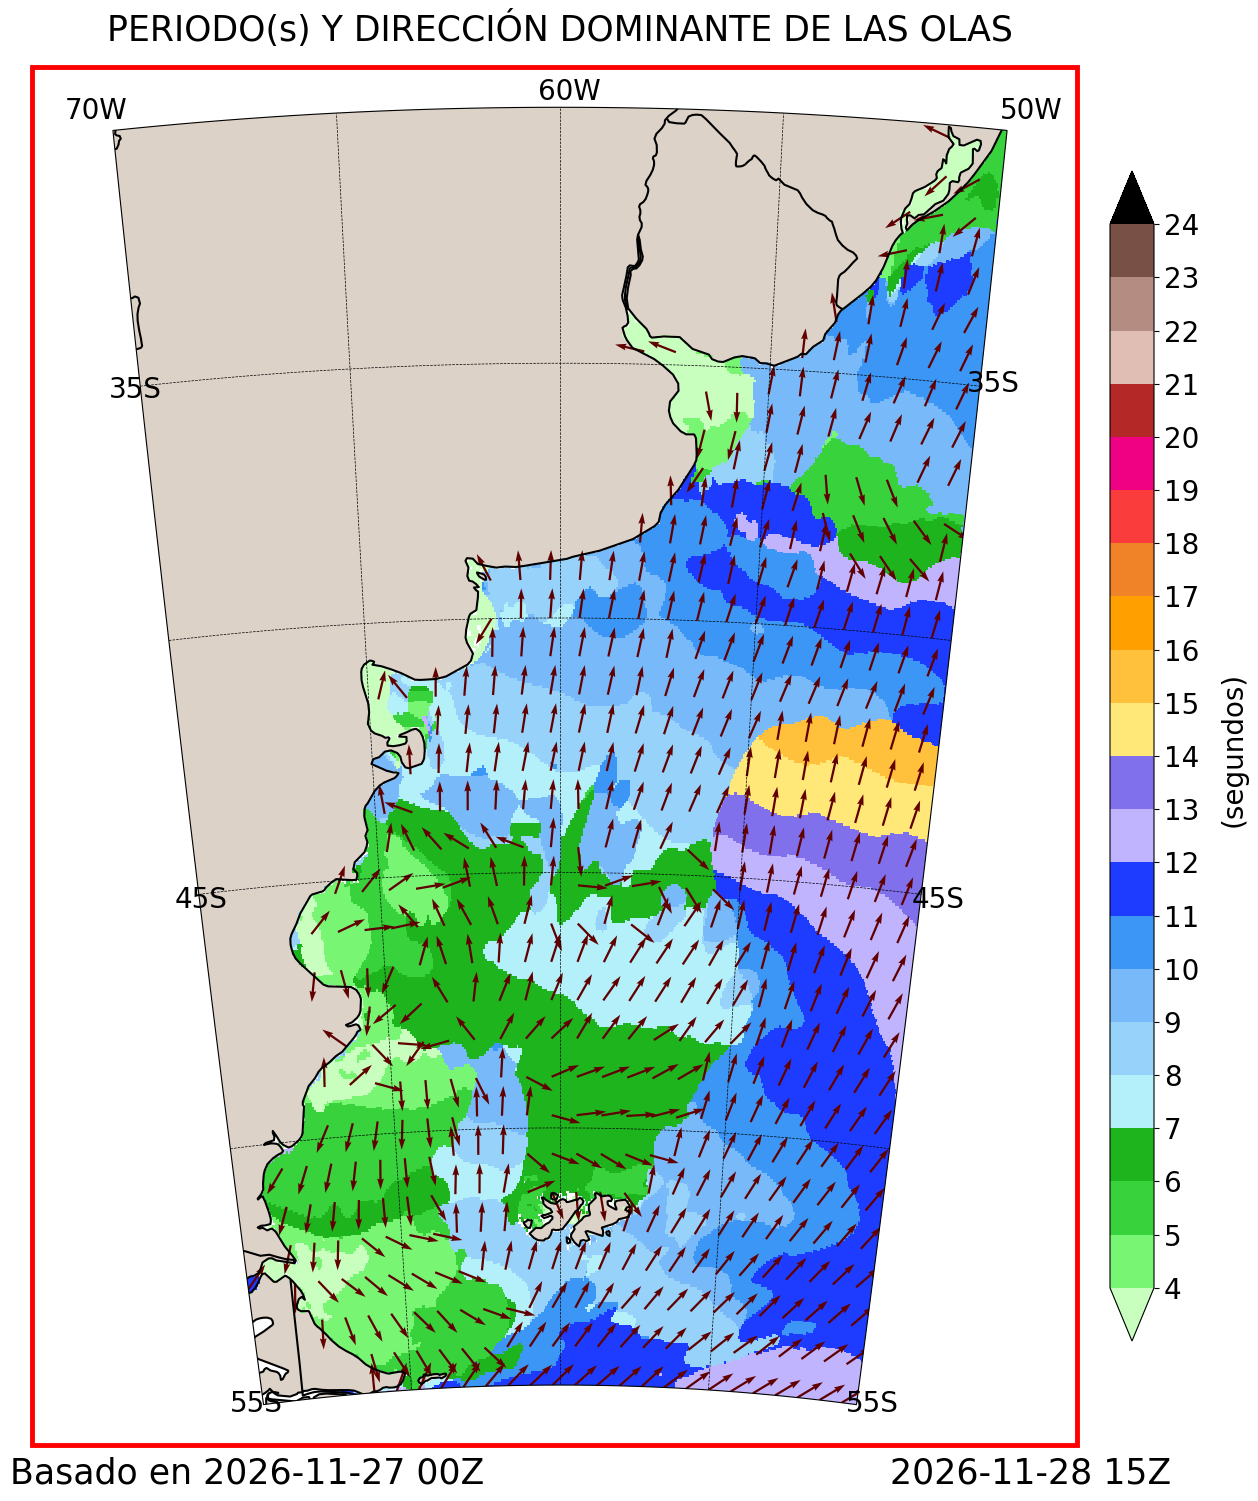 PERIODO(s) Y DIRECCIÓN DOMINANTE DE LAS OLAS
70W
60W
50W
35S
35S
45S
45S
55S
55S
24
23
22
21
20
19
18
17
16
15
14
13
12
11
10
9
8
7
6
5
4
(segundos)
Basado en 2026-11-27 00Z
2026-11-28 15Z